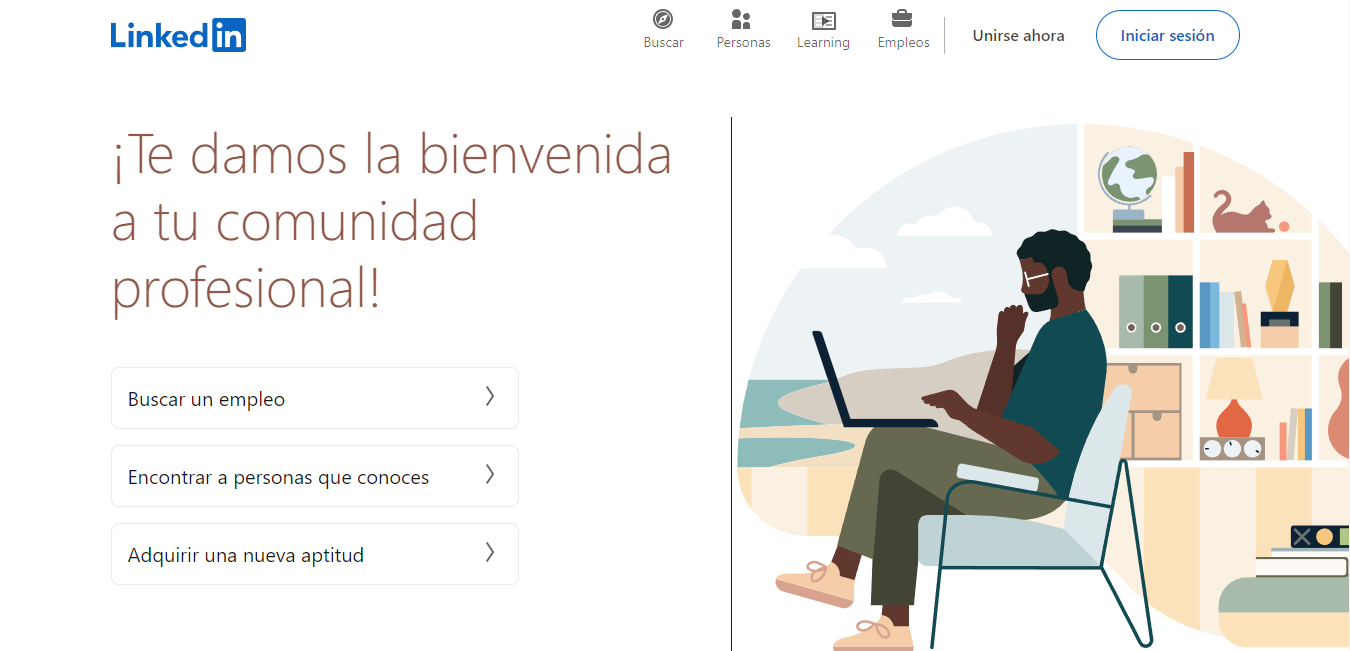 Linkedin
Buscar
Personas
Learning
Empleos
Unirse ahora
Iniciar sesión
¡Te damos la bienvenida
a tu comunidad
profesional!
Buscar un empleo
Encontrar a personas que conoces
Adquirir una nueva aptitud